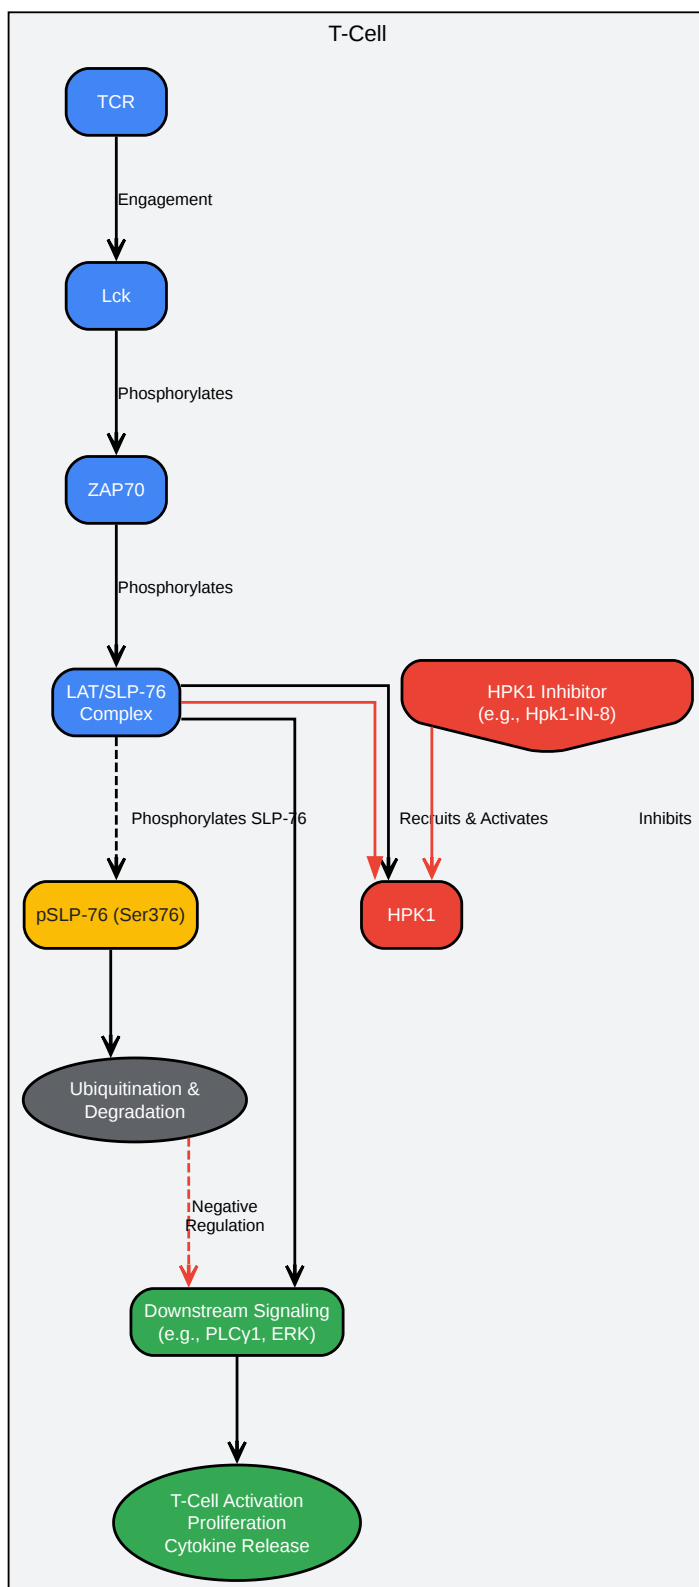 T-Cell
TCR
Engagement
Lck
Phosphorylates
ZAP70
Phosphorylates
LAT/SLP-76
Complex
HPK1 Inhibitor
(e.g., Hpk1-IN-8)
Phosphorylates SLP-76
Recruits & Activates
Inhibits
pSLP-76 (Ser376)
HPK1
Ubiquitination &
Degradation
Negative
Regulation
Downstream Signaling
(e.g., PLCγ1, ERK)
T-Cell Activation
Proliferation
Cytokine Release